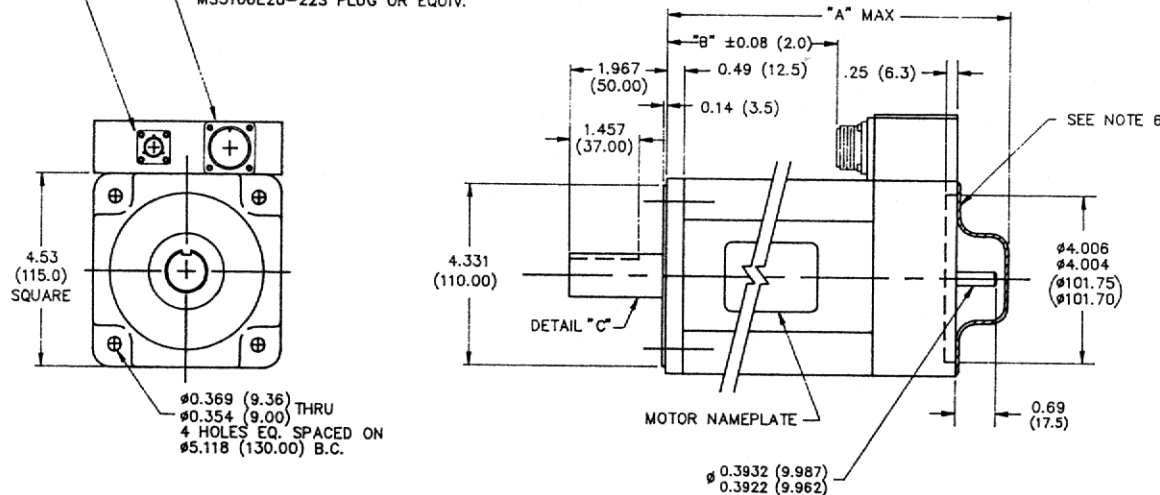 MS3106E20-22S PLUG OR EQUIV.
"A" MAX
"B" ±0.08 (2.0)
1.967
(50.00)
0.49 (12.5)
.25 (6.3)
0.14 (3.5)
SEE NOTE 6
1.457
(37.00)
4.53
(115.0)
SQUARE
4.331
(110.00)
ø4.006
ø4.004
(ø101.75)
(ø101.70)
DETAIL "C"
MOTOR NAMEPLATE
0.69
(17.5)
ø0.369 (9.36)
ø0.354 (9.00) THRU
4 HOLES EQ. SPACED ON
ø5.118 (130.00) B.C.
ø 0.3932 (9.987)
0.3922 (9.962)